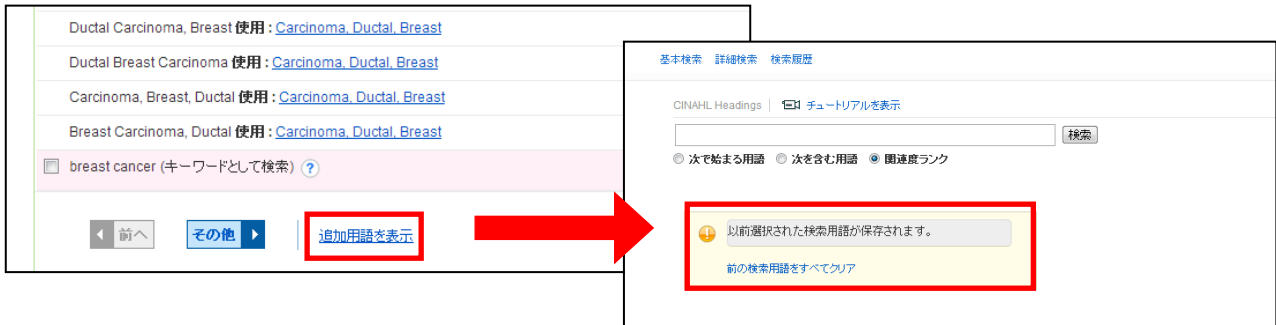 Ductal Carcinoma, Breast 使用 : Carcinoma, Ductal, Breast
Ductal Breast Carcinoma 使用 : Carcinoma, Ductal, Breast
Carcinoma, Breast, Ductal 使用 : Carcinoma, Ductal, Breast
Breast Carcinoma, Ductal 使用 : Carcinoma, Ductal, Breast
breast cancer (キーワードとして検索) ?
前へ その他 追加用語を表示
基本検索 詳細検索 検索履歴
CINAHL Headings チュートリアルを表示
検索
次で始まる用語 次を含む用語 関連度ランク
以前選択された検索用語が保存されます。
前の検索用語をすべてクリア